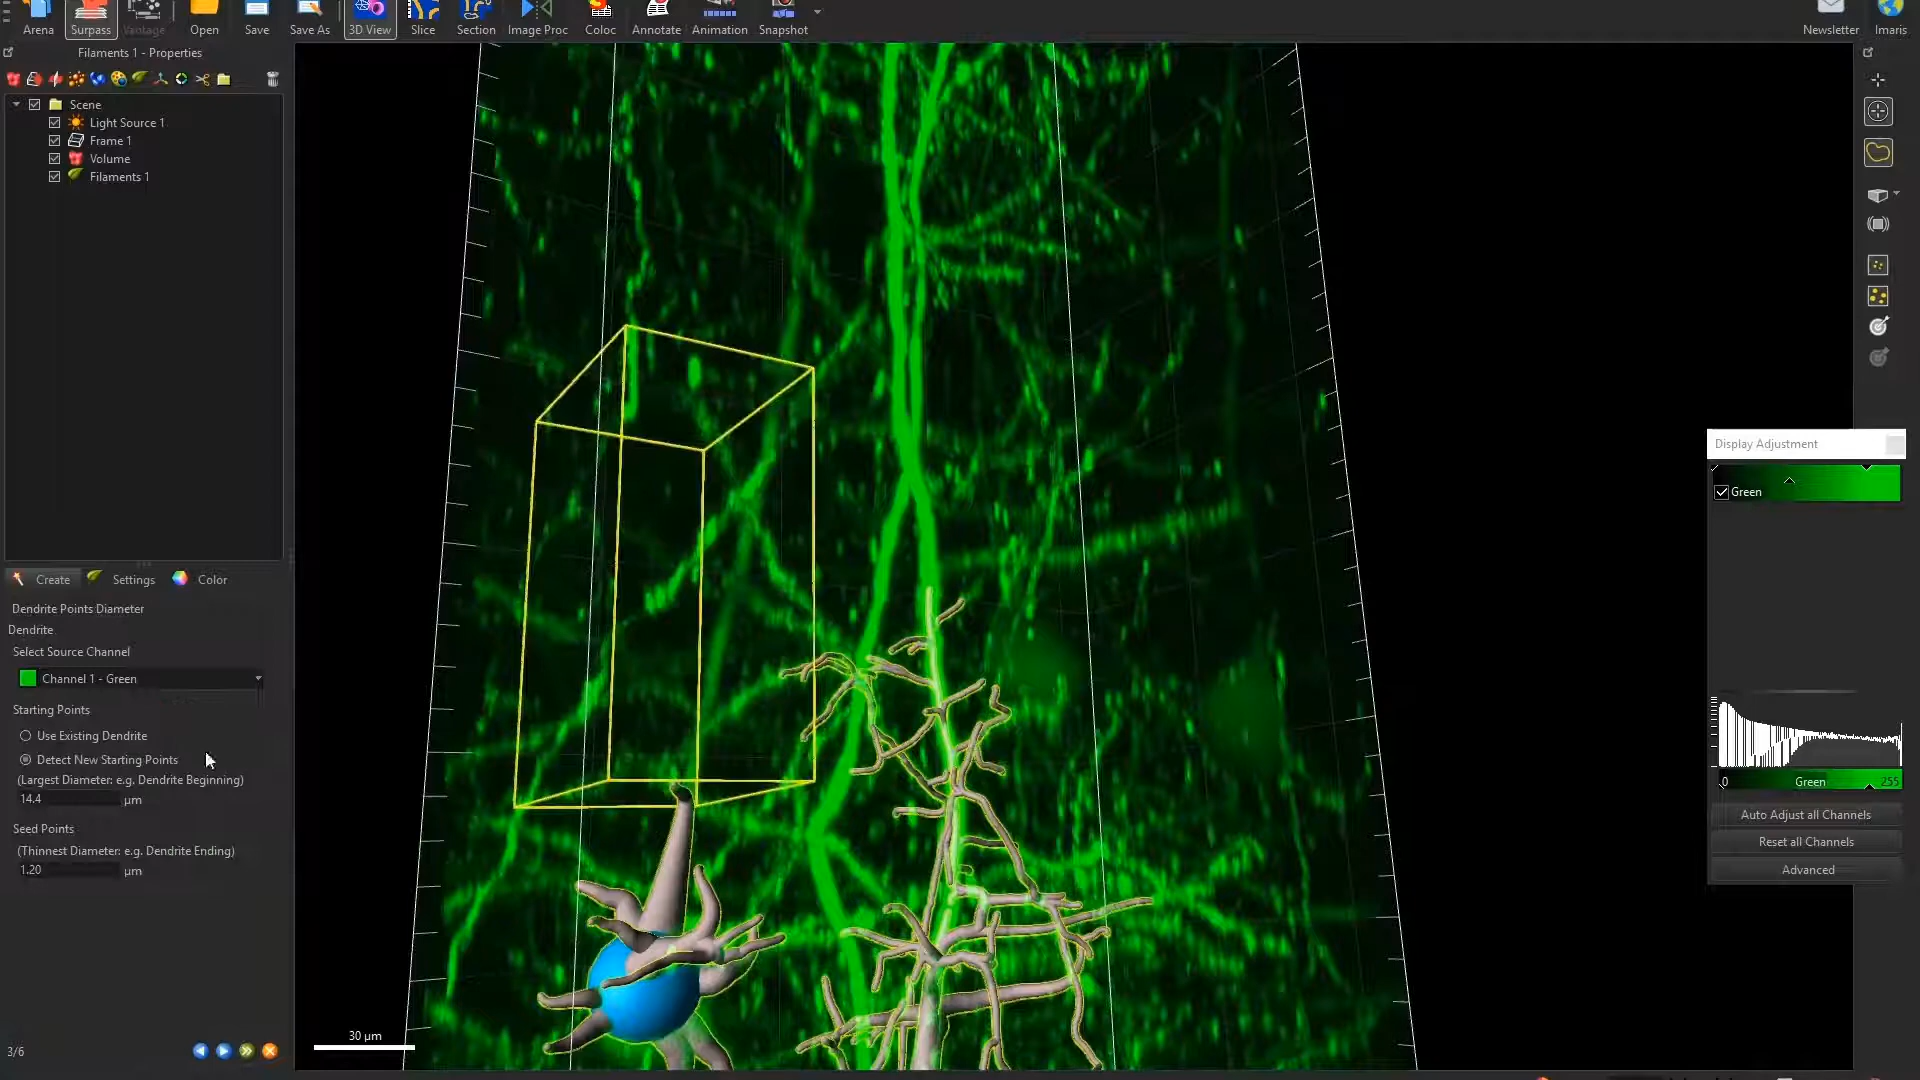 Arena
Surpass
Vantage
Open
Save
Save As
3D View
Slice
Section
Image Proc
Coloc
Annotate
Animation
Snapshot
Newsletter
Imaris
Filaments 1 - Properties
Scene
Light Source 1
Frame 1
Volume
Filaments 1
Display Adjustment
Green
Create
Settings
Color
Dendrite Points Diameter
Dendrite
Select Source Channel
Channel 1 - Green
Starting Points
Use Existing Dendrite
Detect New Starting Points
(Largest Diameter: e.g. Dendrite Beginning)
14.4 µm
Seed Points
(Thinnest Diameter: e.g. Dendrite Ending)
1.20 µm
0 Green 255
Auto Adjust all Channels
Reset all Channels
Advanced
30 µm
3/6